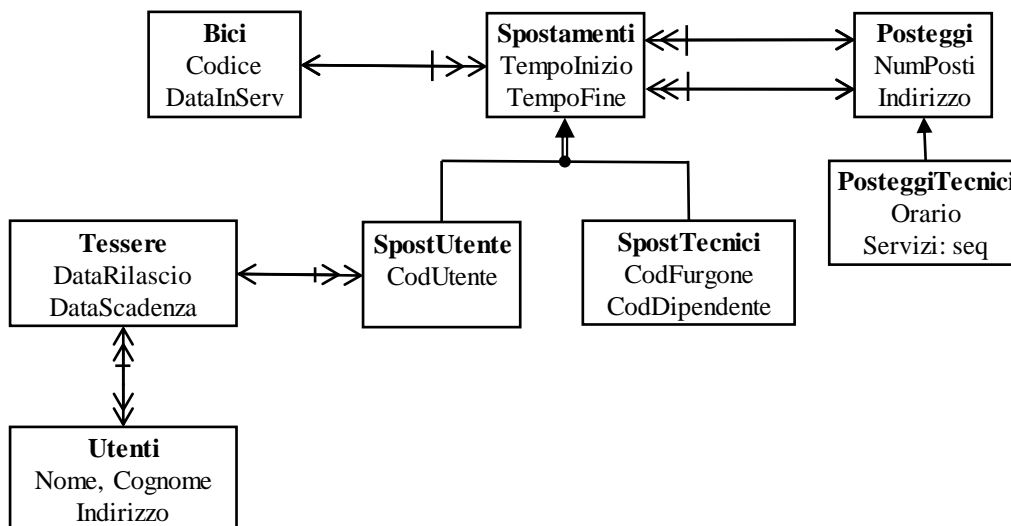 Bici
Codice
DataInServ
Spostamenti
TempoInizio
TempoFine
Posteggi
NumPosti
Indirizzo
PosteggiTecnici
Orario
Servizi: seq
Tessere
DataRilascio
DataScadenza
SpostUtente
CodUtente
SpostTecnici
CodFurgone
CodDipendente
Utenti
Nome, Cognome
Indirizzo